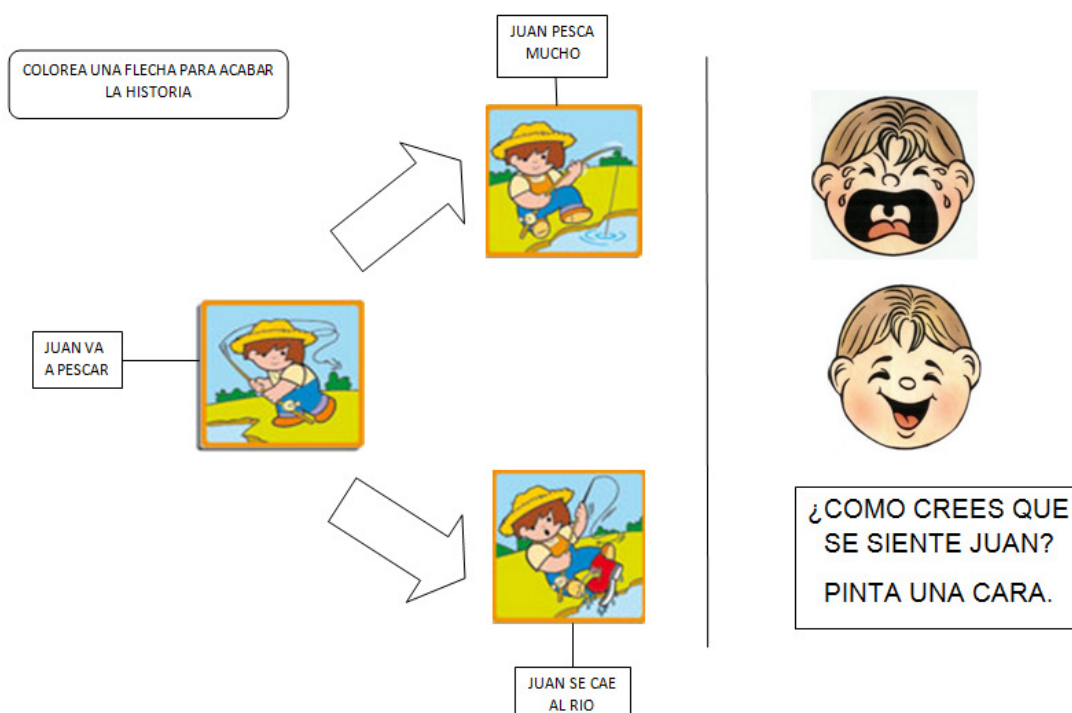 COLOREA UNA FLECHA PARA ACABAR
LA HISTORIA
JUAN PESCA
MUCHO
JUAN VA
A PESCAR
JUAN SE CAE
AL RIO
¿COMO CREES QUE
SE SIENTE JUAN?
PINTA UNA CARA.